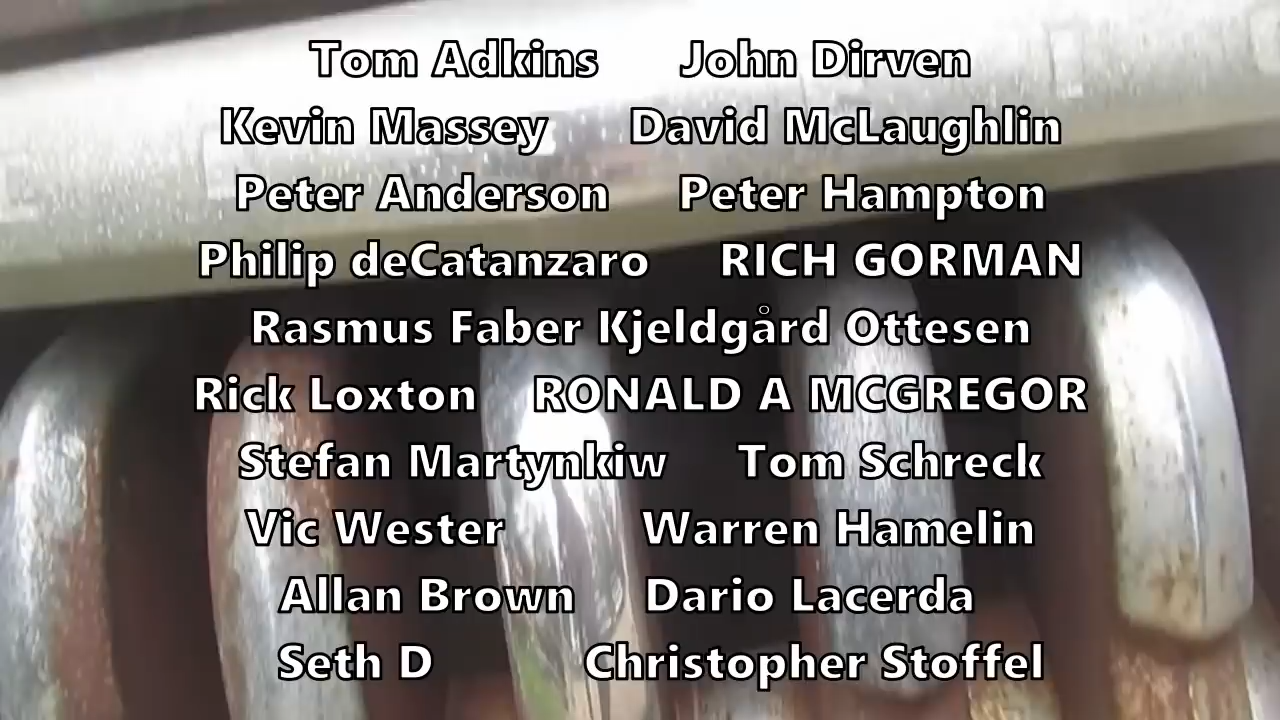 Tom Adkins John Dirven
Kevin Massey David McLaughlin
Peter Anderson Peter Hampton
Philip deCatanzaro RICH GORMAN
Rasmus Faber Kjeldgård Ottesen
Rick Loxton RONALD A MCGREGOR
Stefan Martynkiw Tom Schreck
Vic Wester Warren Hamelin
Allan Brown Dario Lacerda
Seth D Christopher Stoffel